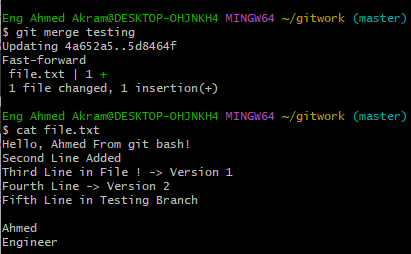 Eng Ahmed Akram@DESKTOP-OHJNKH4 MINGW64 ~/gitwork (master)
$ git merge testing
Updating 4a652a5..5d8464f
Fast-forward
 file.txt | 1 +
 1 file changed, 1 insertion(+)

Eng Ahmed Akram@DESKTOP-OHJNKH4 MINGW64 ~/gitwork (master)
$ cat file.txt
Hello, Ahmed From git bash!
Second Line Added
Third Line in File ! -> Version 1
Fourth Line -> Version 2
Fifth Line in Testing Branch

Ahmed
Engineer